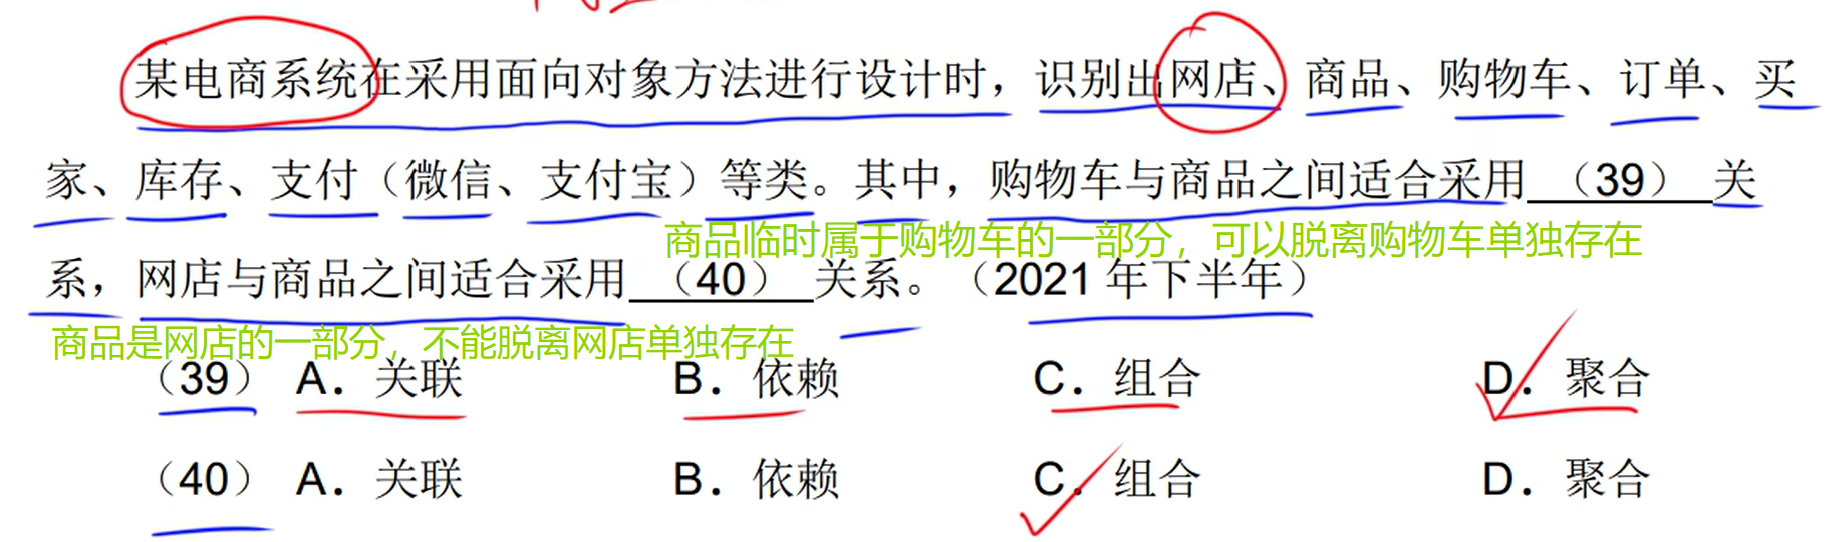 某电商系统在采用面向对象方法进行设计时，识别出网店、商品、购物车、订单、买
家、库存、支付（微信、支付宝）等类。其中，购物车与商品之间适合采用（39）关
商品临时属于购物车的一部分，可以脱离购物车单独存在
系，网店与商品之间适合采用（40）关系。（2021 年下半年）
商品是网店的一部分，不能脱离网店单独存在
（39） A．关联 B．依赖 C．组合 D．聚合
（40） A．关联 B．依赖 C．组合 D．聚合